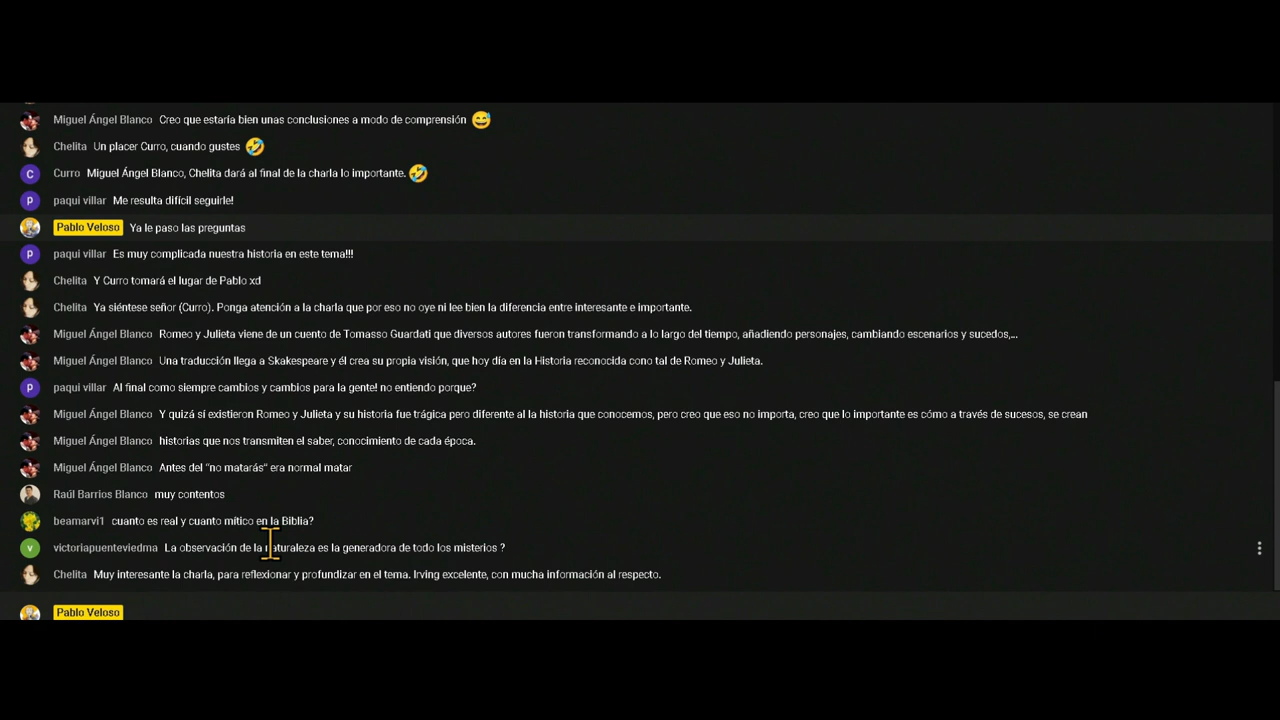 Miguel Ángel Blanco Creo que estaría bien unas conclusiones a modo de comprensión 😅
Chelita Un placer Curro, cuando gustes 🤣
C Curro Miguel Ángel Blanco, Chelita dará al final de la charla lo importante. 🤣
p paqui villar Me resulta difícil seguirle!
Pablo Veloso Ya le paso las preguntas
p paqui villar Es muy complicada nuestra historia en este tema!!!
Chelita Y Curro tomará el lugar de Pablo xd
Chelita Ya siéntese señor (Curro). Ponga atención a la charla que por eso no oye ni lee bien la diferencia entre interesante e importante.
Miguel Ángel Blanco Romeo y Julieta viene de un cuento de Tomasso Guardati que diversos autores fueron transformando a lo largo del tiempo, añadiendo personajes, cambiando escenarios y sucedos,...
Miguel Ángel Blanco Una traducción llega a Skakespeare y él crea su propia visión, que hoy día en la Historia reconocida cono tal de Romeo y Julieta.
p paqui villar Al final como siempre cambios y cambios para la gente! no entiendo porque?
Miguel Ángel Blanco Y quizá sí existieron Romeo y Julieta y su historia fue trágica pero diferente al la historia que conocemos, pero creo que eso no importa, creo que lo importante es cómo a través de sucesos, se crean
Miguel Ángel Blanco historias que nos transmiten el saber, conocimiento de cada época.
Miguel Ángel Blanco Antes del "no matarás" era normal matar
Raúl Barrios Blanco muy contentos
beamarvi1 cuanto es real y cuanto mítico en la Biblia?
v victoriapuenteviedma La observación de la naturaleza es la generadora de todo los misterios ?
Chelita Muy interesante la charla, para reflexionar y profundizar en el tema. Irving excelente, con mucha información al respecto.
Pablo Veloso